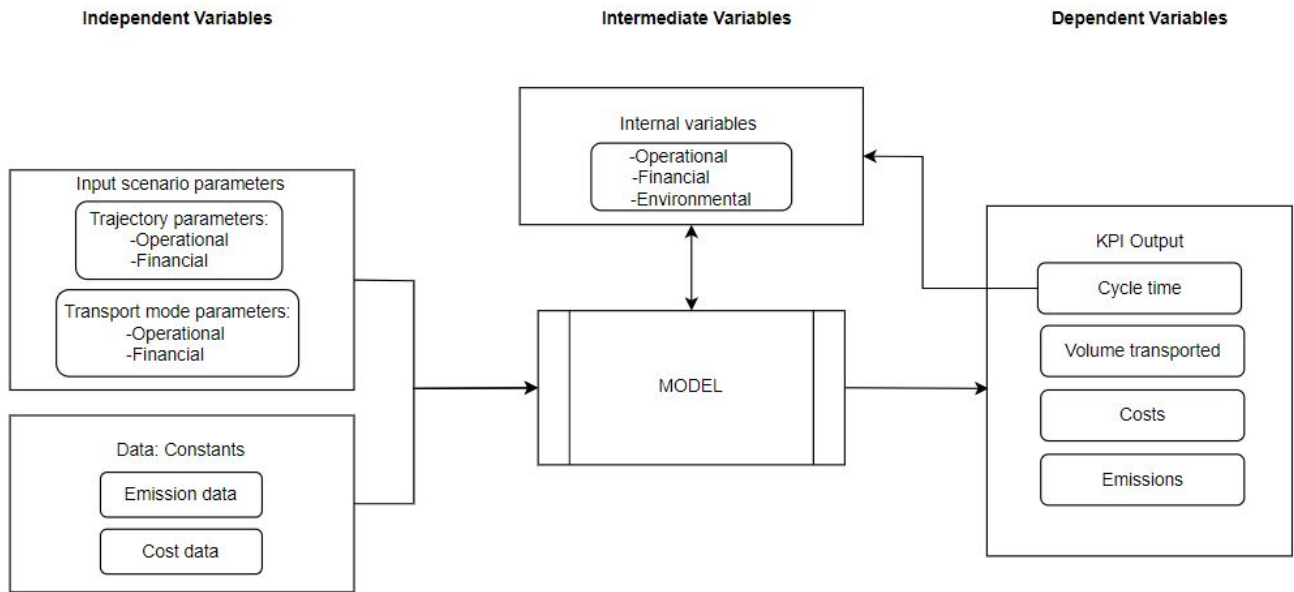 Independent Variables
Intermediate Variables
Dependent Variables
Input scenario parameters
Trajectory parameters:
-Operational
-Financial
Transport mode parameters:
-Operational
-Financial
Data: Constants
Emission data
Cost data
Internal variables
-Operational
-Financial
-Environmental
MODEL
KPI Output
Cycle time
Volume transported
Costs
Emissions